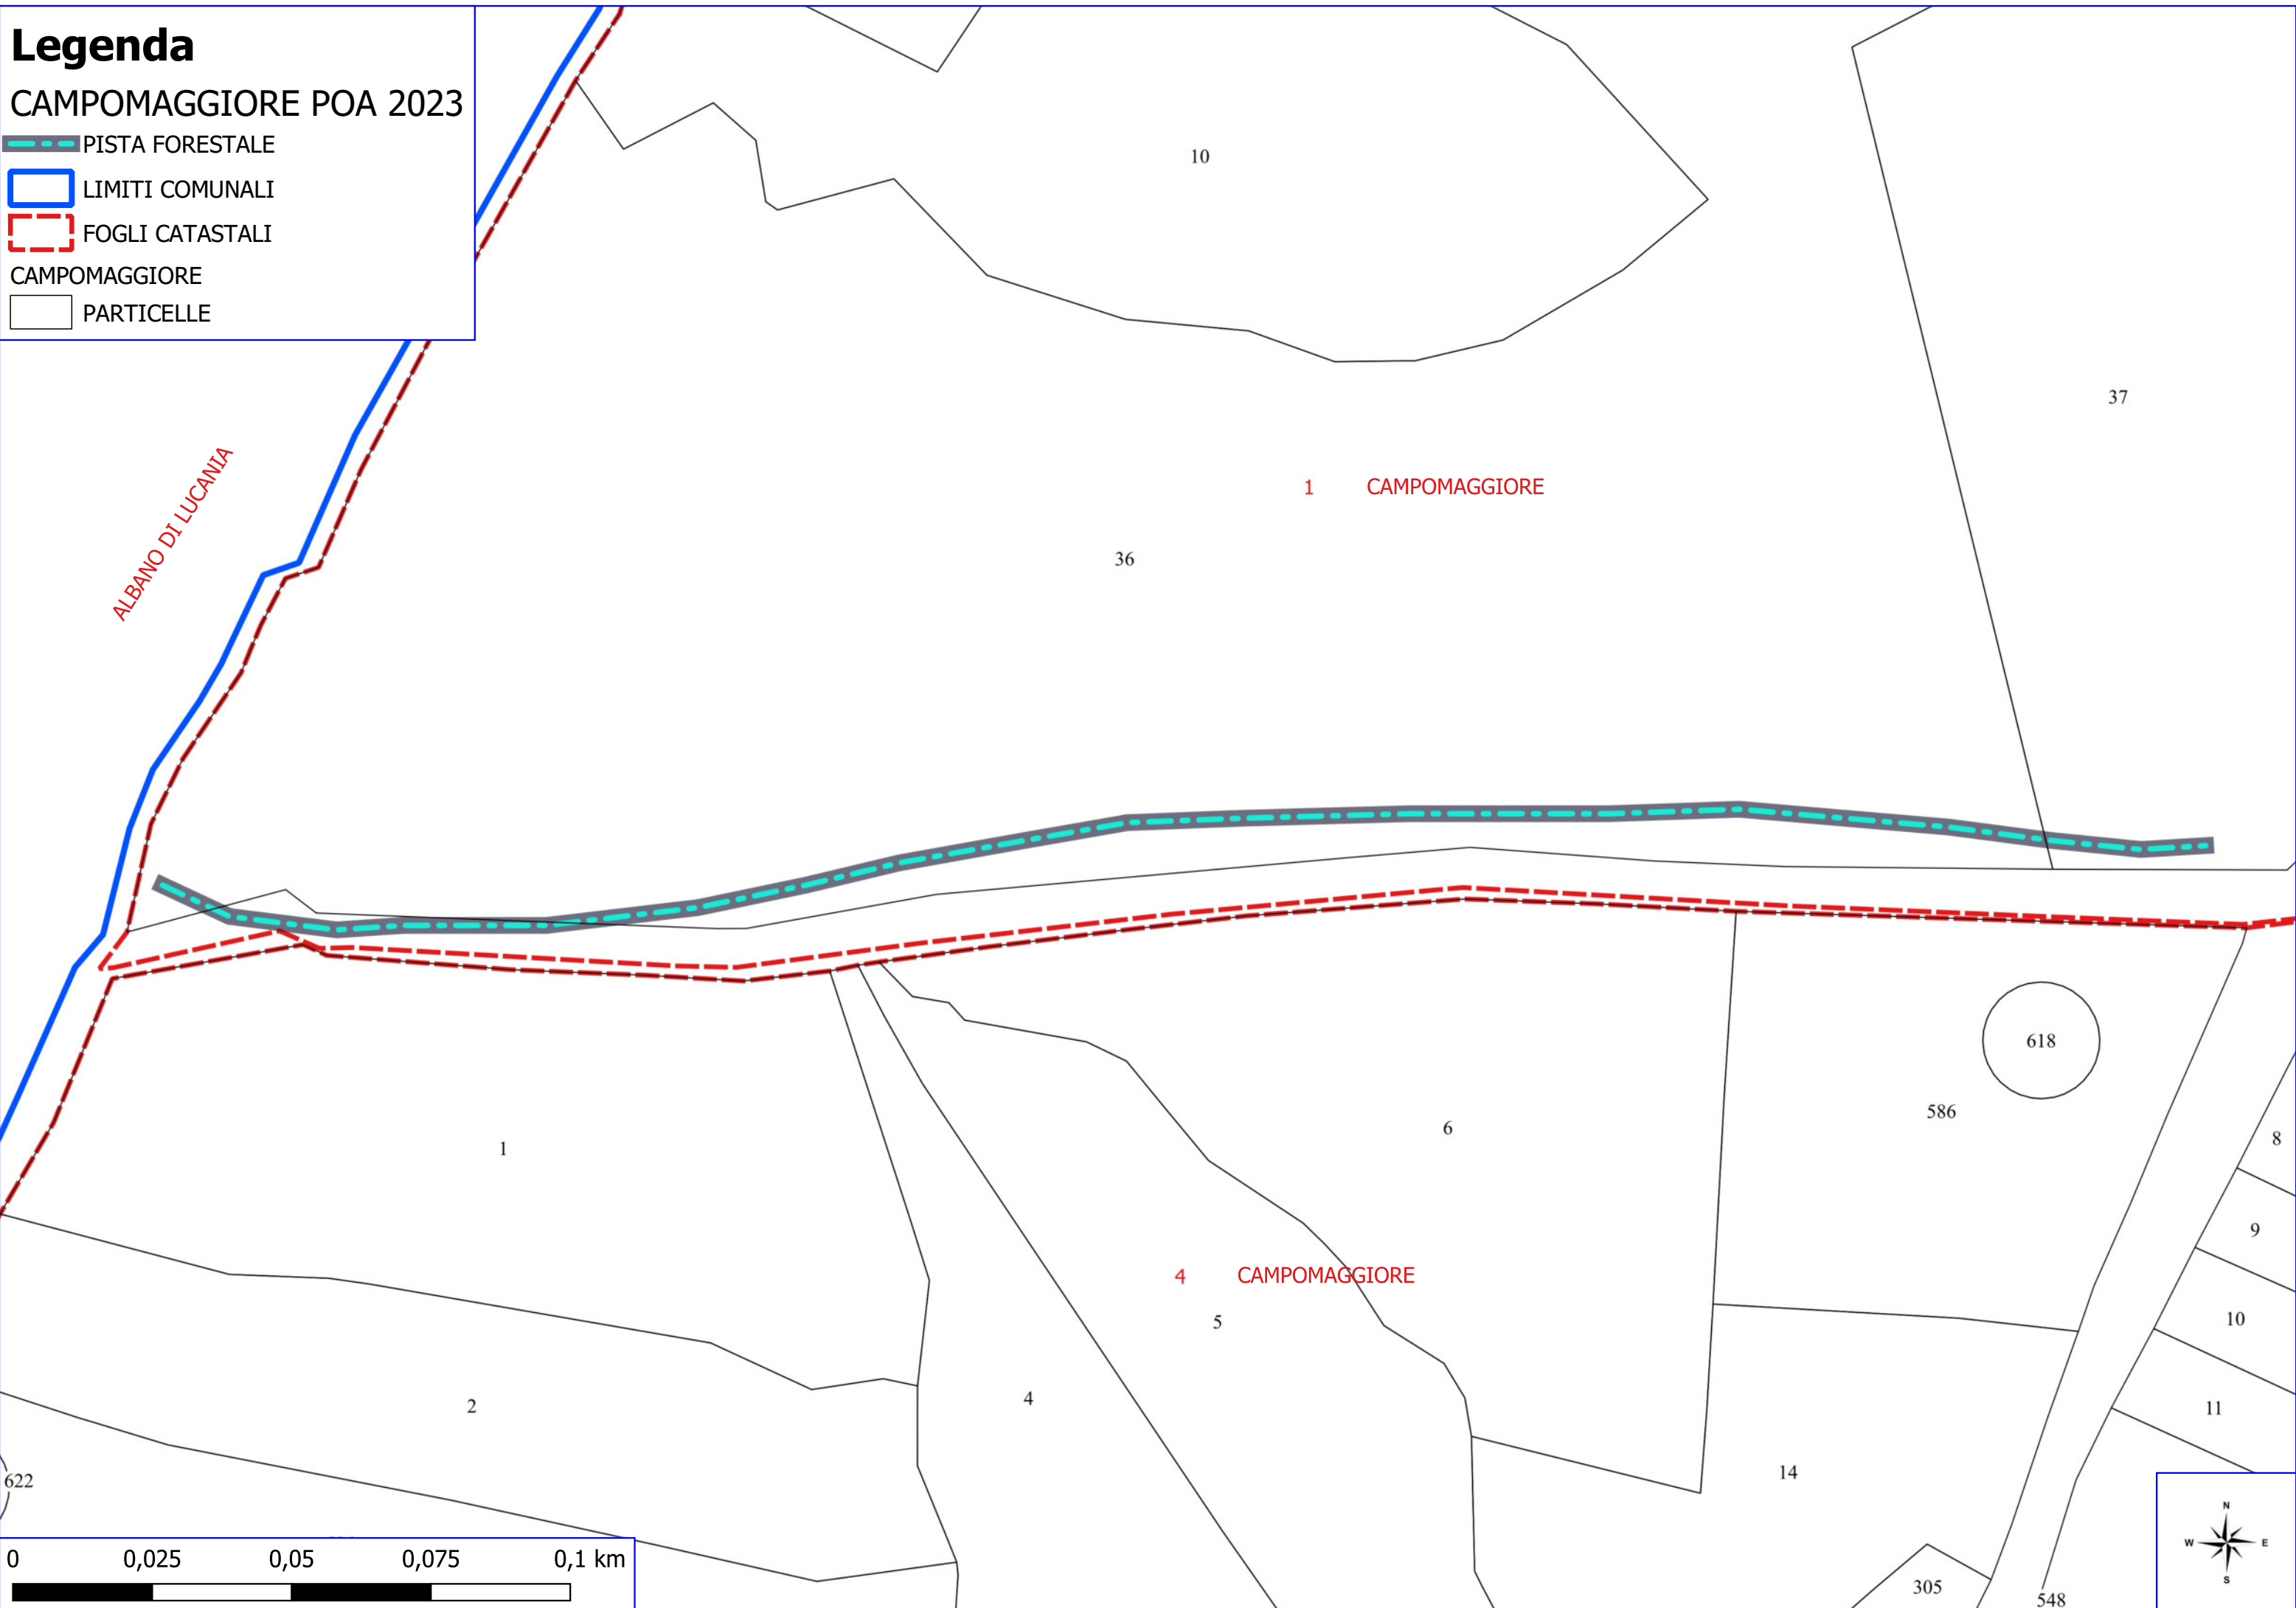 Legenda
CAMPOMAGGIORE POA 2023
PISTA FORESTALE
LIMITI COMUNALI
FOGLI CATASTALI
CAMPOMAGGIORE
PARTICELLE
10
37
ALBANO DI LUCANIA
1 CAMPOMAGGIORE
36
618
586
6
8
1
9
4 CAMPOMAGGIORE
5
10
4
2
11
14
622
305
548
0 0,025 0,05 0,075 0,1 km
N
W E
S